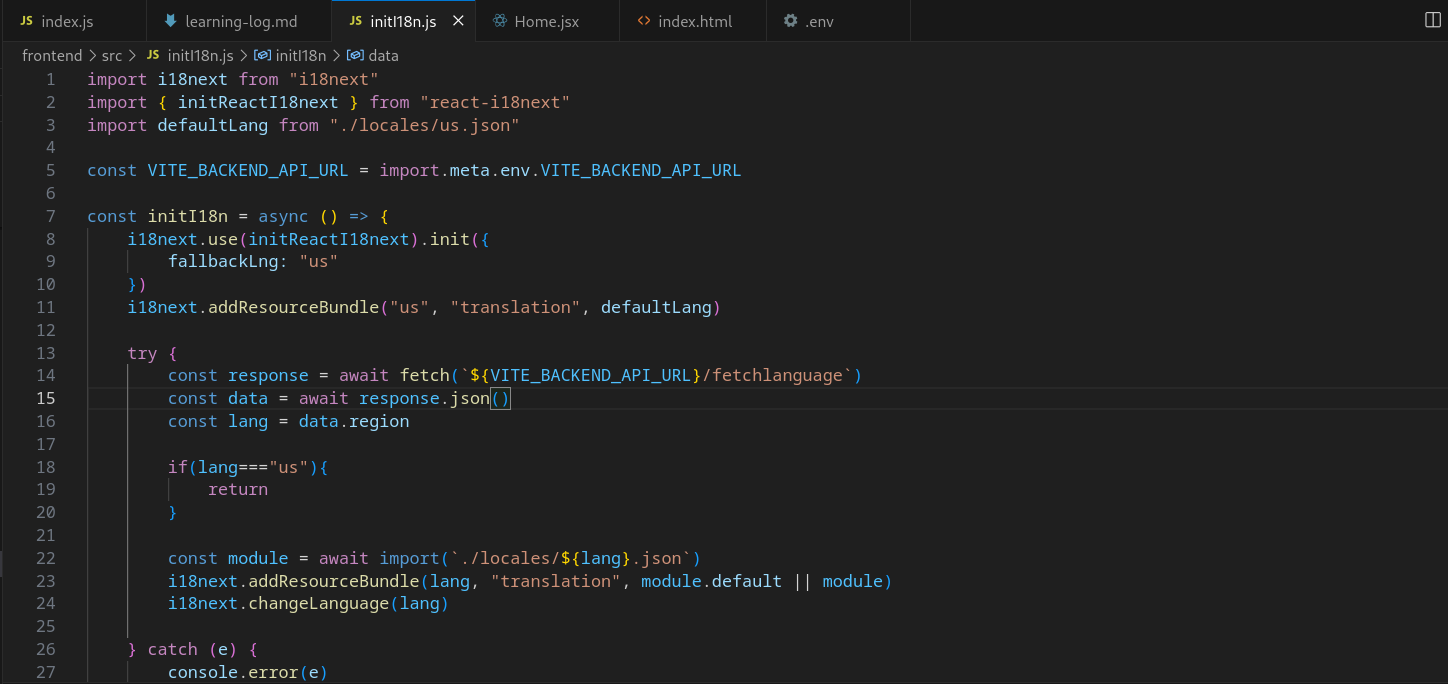 index.js learning-log.md initI18n.js Home.jsx index.html .env
frontend > src > JS initI18n.js > initI18n > data
1 import i18next from "i18next"
2 import { initReactI18next } from "react-i18next"
3 import defaultLang from "./locales/us.json"
4
5 const VITE_BACKEND_API_URL = import.meta.env.VITE_BACKEND_API_URL
6
7 const initI18n = async () => {
8 i18next.use(initReactI18next).init({
9 fallbackLng: "us"
10 })
11 i18next.addResourceBundle("us", "translation", defaultLang)
12
13 try {
14 const response = await fetch(`${VITE_BACKEND_API_URL}/fetchlanguage`)
15 const data = await response.json()
16 const lang = data.region
17
18 if(lang==="us"){
19 return
20 }
21
22 const module = await import(`./locales/${lang}.json`)
23 i18next.addResourceBundle(lang, "translation", module.default || module)
24 i18next.changeLanguage(lang)
25
26 } catch (e) {
27 console.error(e)